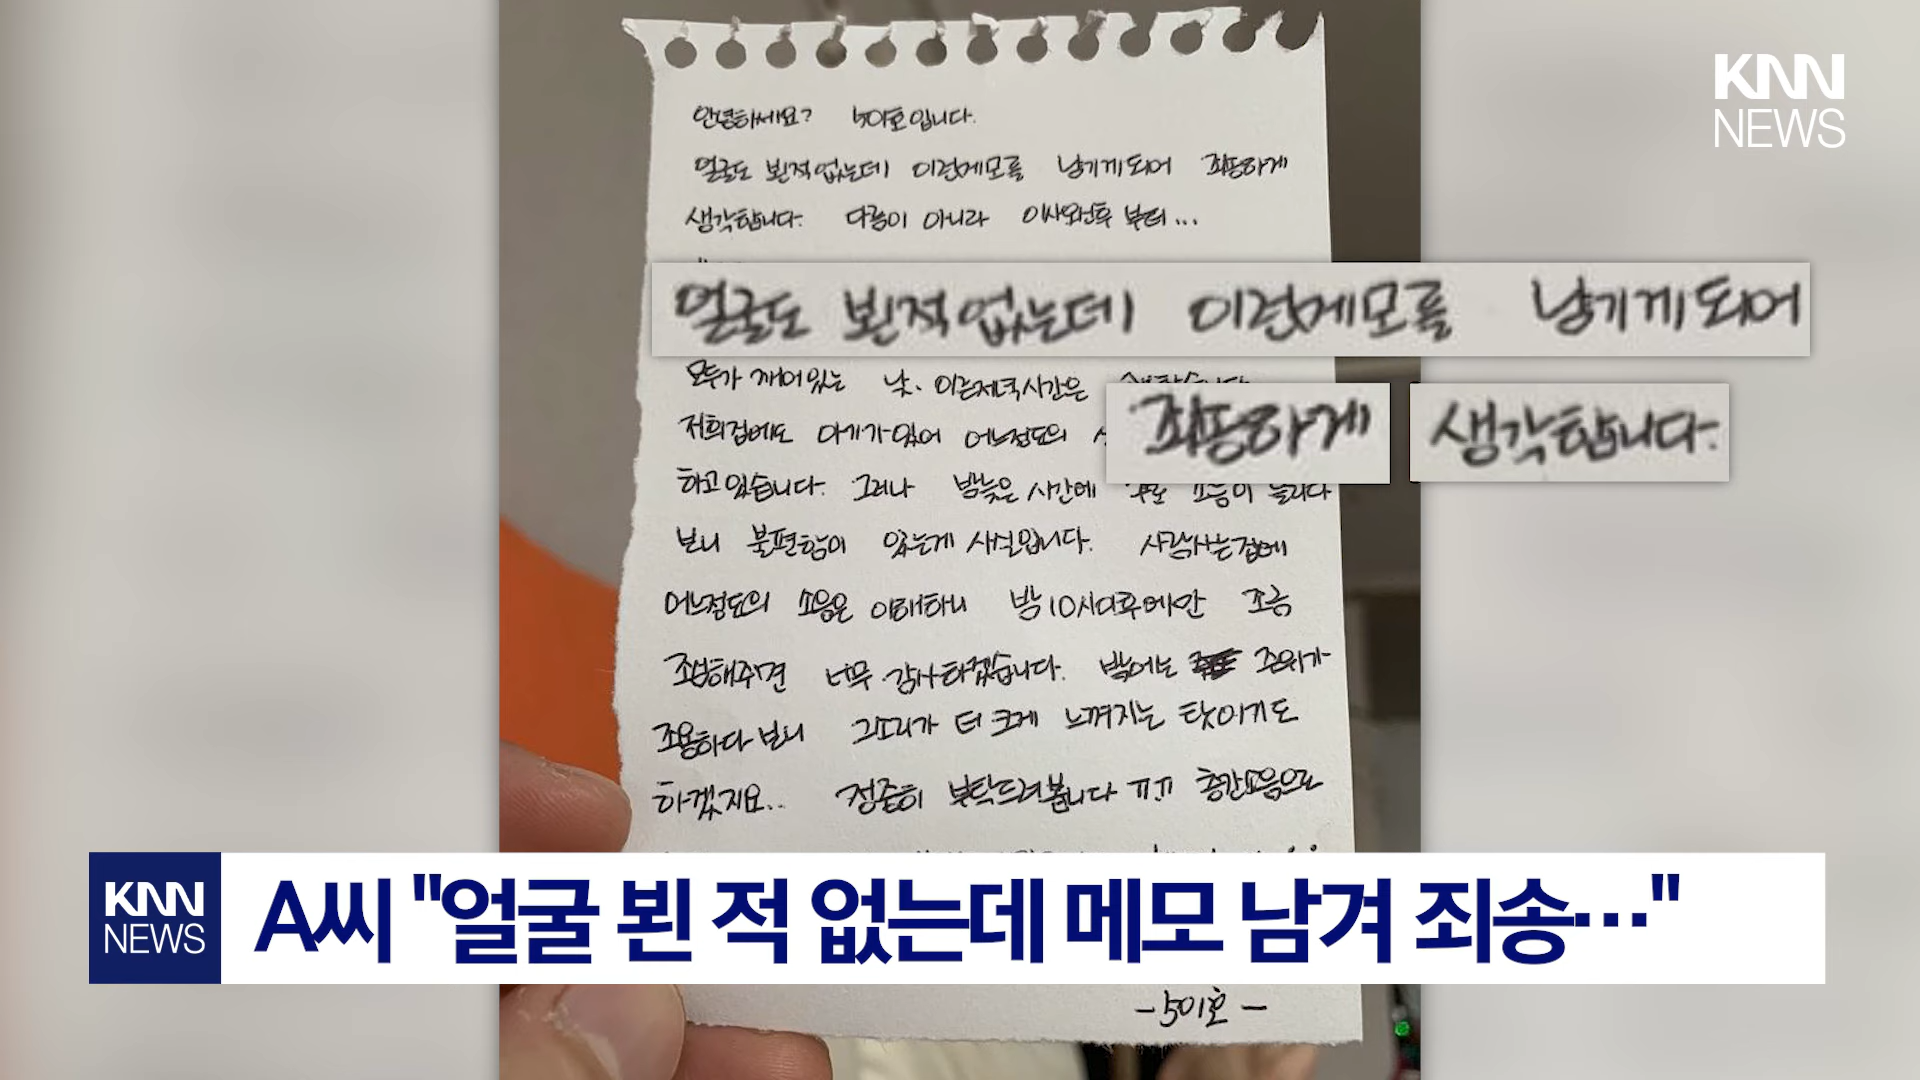 KNN
NEWS
안녕하세요? 501호입니다.
얼굴도 뵌적없는데 이런메모를 남기게되어 죄송하게
생각합니다. 다름이 아니라 이사온후 부터...
얼굴도 뵌적없는데 이런메모를 남기게되어
모두가 깨어있는 낮. 이른저녁시간은
죄송하게 생각합니다.
저희집에도 아기가있어 어느정도의
하고있습니다. 그러나 밤늦은 시간에 소음이 들리다
보니 불편함이 있는게 사실입니다. 사람사는집에
어느정도의 소음은 이해하니 밤10시이후에만 조금
조심해주면 너무 감사하겠습니다. 밤에는 주위가
조용하다 보니 그소리가 더 크게 느껴지는 탓이기도
하겠지요.. 정중히 부탁드려봅니다 ㅠ.ㅠ 층간소음으로
KNN
NEWS
A씨 "얼굴 뵌 적 없는데 메모 남겨 죄송…"
-501호-